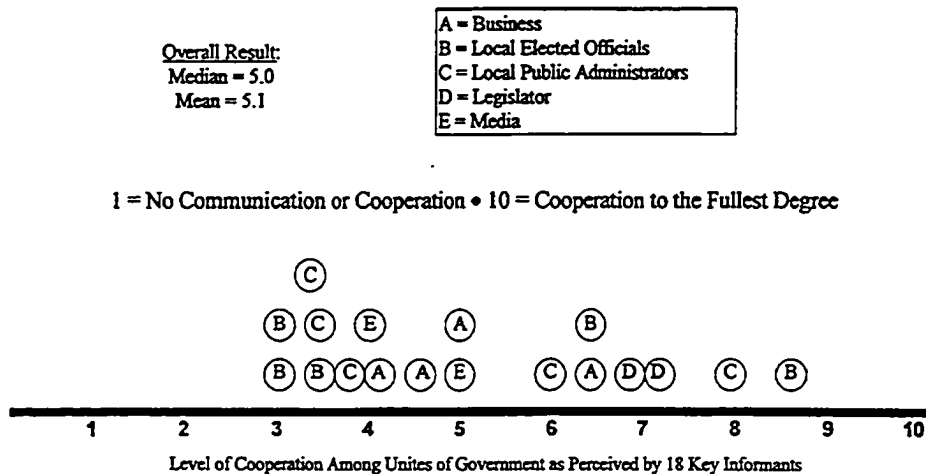 Overall Result:
Median = 5.0
Mean = 5.1
A = Business
B = Local Elected Officials
C = Local Public Administrators
D = Legislator
E = Media
1 = No Communication or Cooperation • 10 = Cooperation to the Fullest Degree
C
B C E A B
B B C A A E C A D D C B
1 2 3 4 5 6 7 8 9 10
Level of Cooperation Among Unites of Government as Perceived by 18 Key Informants